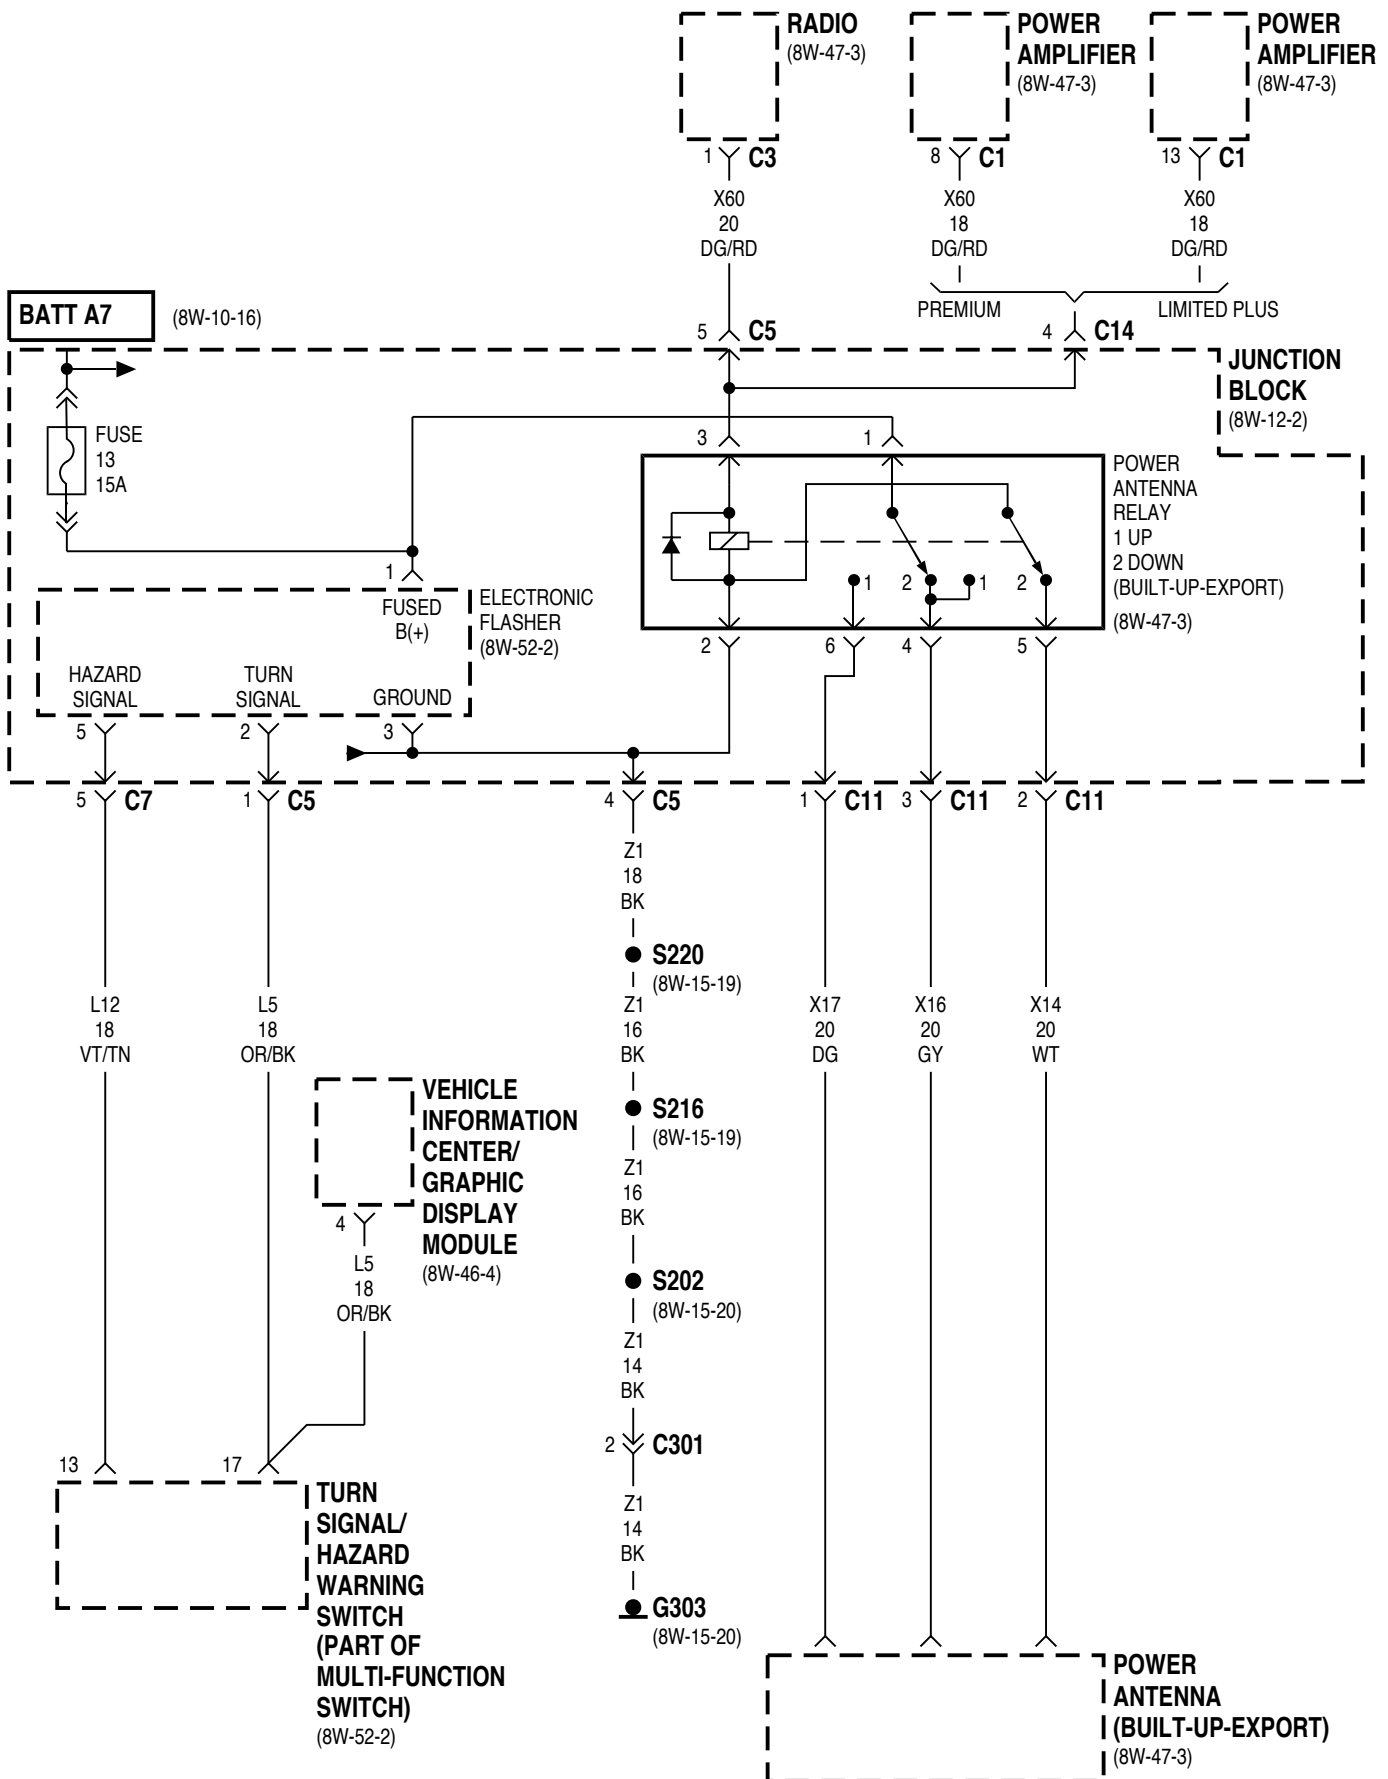 RADIO
(8W-47-3)
POWER
AMPLIFIER
(8W-47-3)
POWER
AMPLIFIER
(8W-47-3)
1 C3
8 C1
13 C1
X60
20
DG/RD
X60
18
DG/RD
X60
18
DG/RD
PREMIUM
LIMITED PLUS
BATT A7
(8W-10-16)
5 C5
4 C14
JUNCTION
BLOCK
(8W-12-2)
FUSE
13
15A
3
1
POWER
ANTENNA
RELAY
1 UP
2 DOWN
(BUILT-UP-EXPORT)
(8W-47-3)
1
2
1
2
2
6
4
5
1
FUSED
B(+)
ELECTRONIC
FLASHER
(8W-52-2)
HAZARD
SIGNAL
TURN
SIGNAL
GROUND
5
2
3
5 C7
1 C5
4 C5
1 C11
3 C11
2 C11
Z1
18
BK
S220
(8W-15-19)
L12
18
VT/TN
L5
18
OR/BK
Z1
16
BK
X17
20
DG
X16
20
GY
X14
20
WT
VEHICLE
INFORMATION
CENTER/
GRAPHIC
DISPLAY
MODULE
(8W-46-4)
4
L5
18
OR/BK
S216
(8W-15-19)
Z1
16
BK
S202
(8W-15-20)
Z1
14
BK
2 C301
Z1
14
BK
G303
(8W-15-20)
13
17
TURN
SIGNAL/
HAZARD
WARNING
SWITCH
(PART OF
MULTI-FUNCTION
SWITCH)
(8W-52-2)
POWER
ANTENNA
(BUILT-UP-EXPORT)
(8W-47-3)